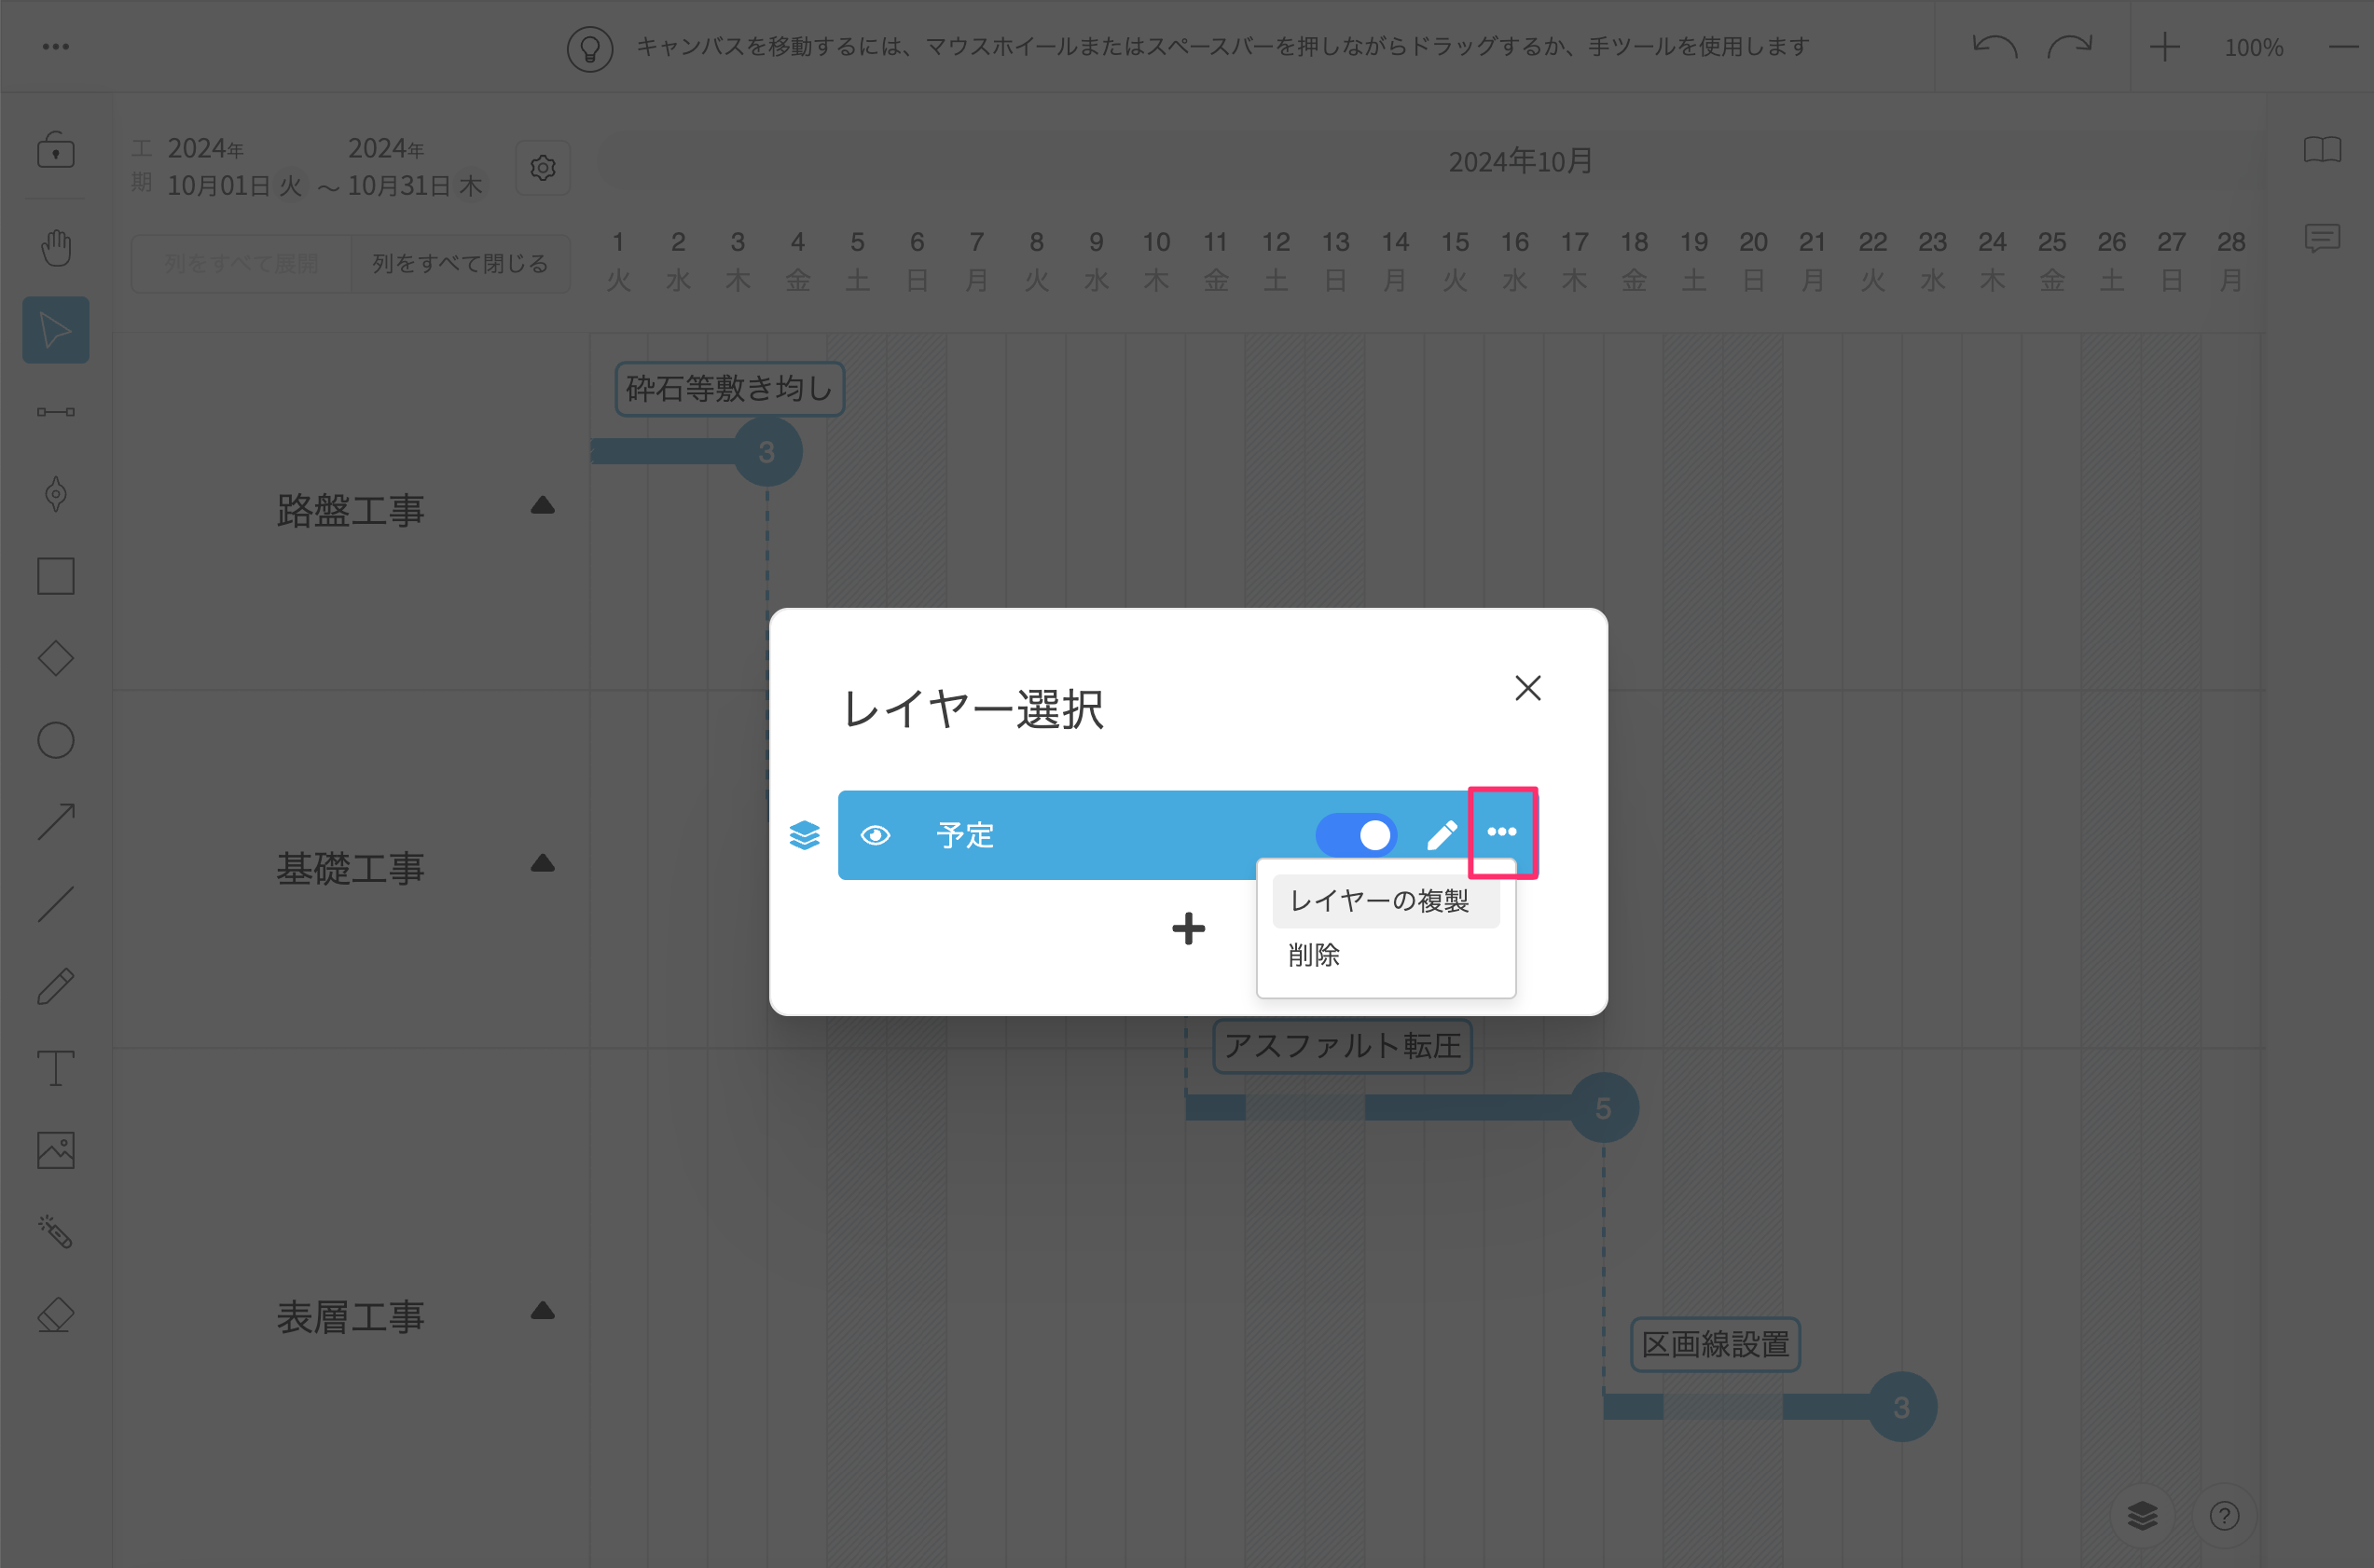 キャンバスを移動するには、マウスホイールまたはスペースバーを押しながらドラッグするか、手ツールを使用します
100%
工期
2024年 2024年
10月01日 火 ～ 10月31日 木
2024年10月
列をすべて展開 列をすべて閉じる
1 2 3 4 5 6 7 8 9 10 11 12 13 14 15 16 17 18 19 20 21 22 23 24 25 26 27 28
火 水 木 金 土 日 月 火 水 木 金 土 日 月 火 水 木 金 土 日 月 火 水 木 金 土 日 月
砕石等敷き均し
3
路盤工事
レイヤー選択
予定
基礎工事
レイヤーの複製
削除
アスファルト転圧
5
表層工事
区画線設置
3
?